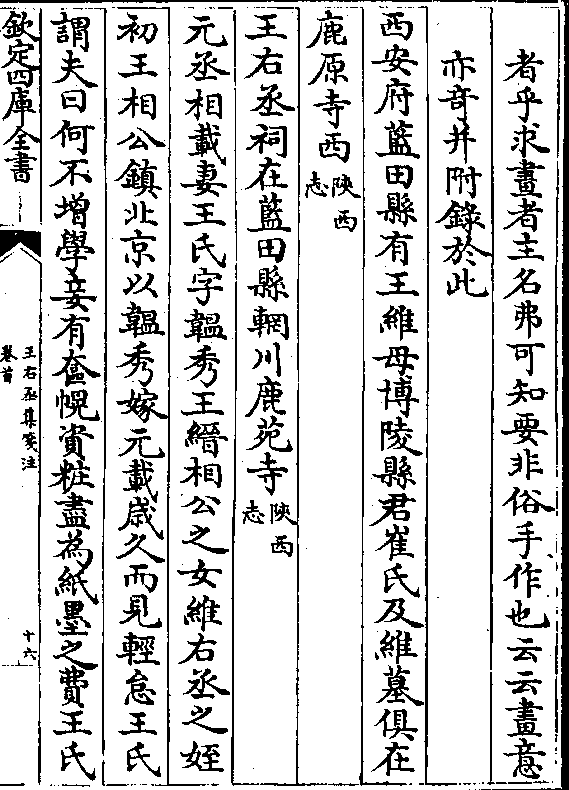 者乎求畫者主名弗可知要非俗手作也云云畫意
亦竒并附錄於此
西安府藍田縣有王維母博陵縣君崔氏及維墓俱在
鹿原寺西陝西志
王右丞祠在藍田縣輞川鹿苑寺陝西志
元丞相載妻王氏字韞秀王縉相公之女維右丞之姪
初王相公鎮北京以韞秀嫁元載歲久而見輕怠王氏
謂夫曰何不增學妾有奩幌資粧盡為紙墨之費王氏
欽定四庫全書
王右丞集箋注
卷首
十六